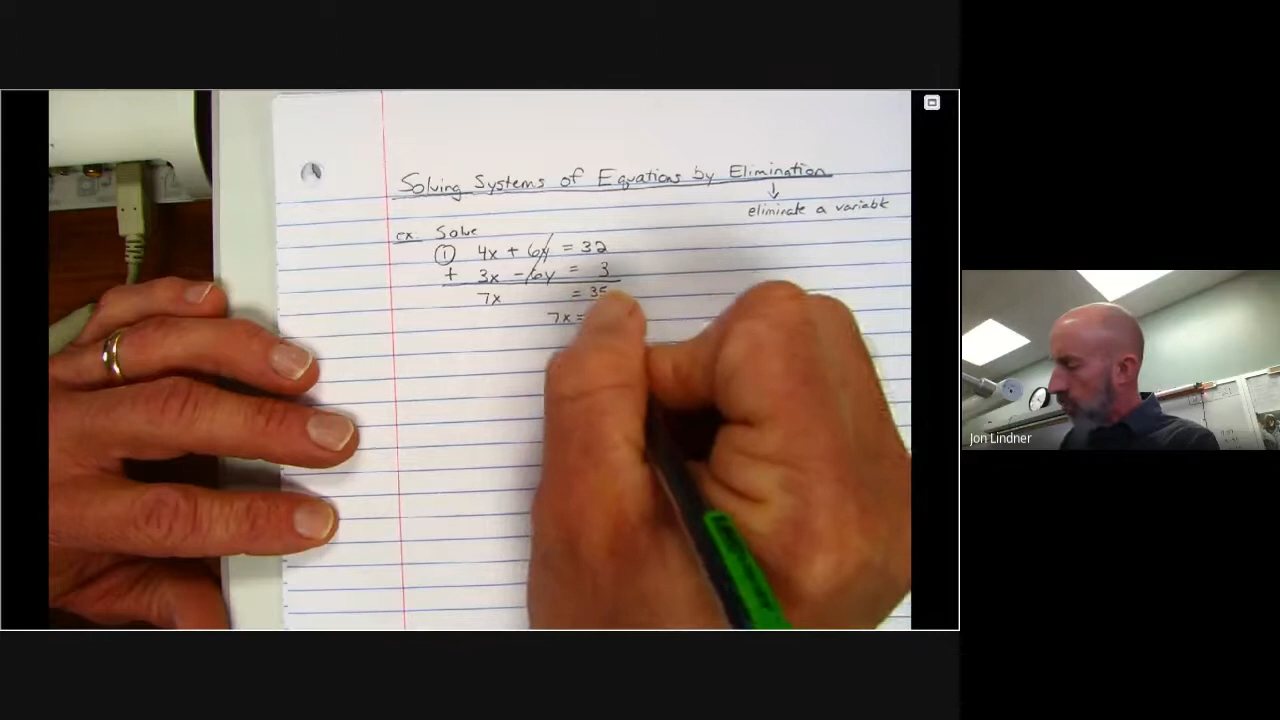 Solving Systems of Equations by Elimination
↓
eliminate a variable
ex. Solve
① 4x + 6y = 32
+ 3x - 6y = 3
7x = 35
7x =
Jon Lindner